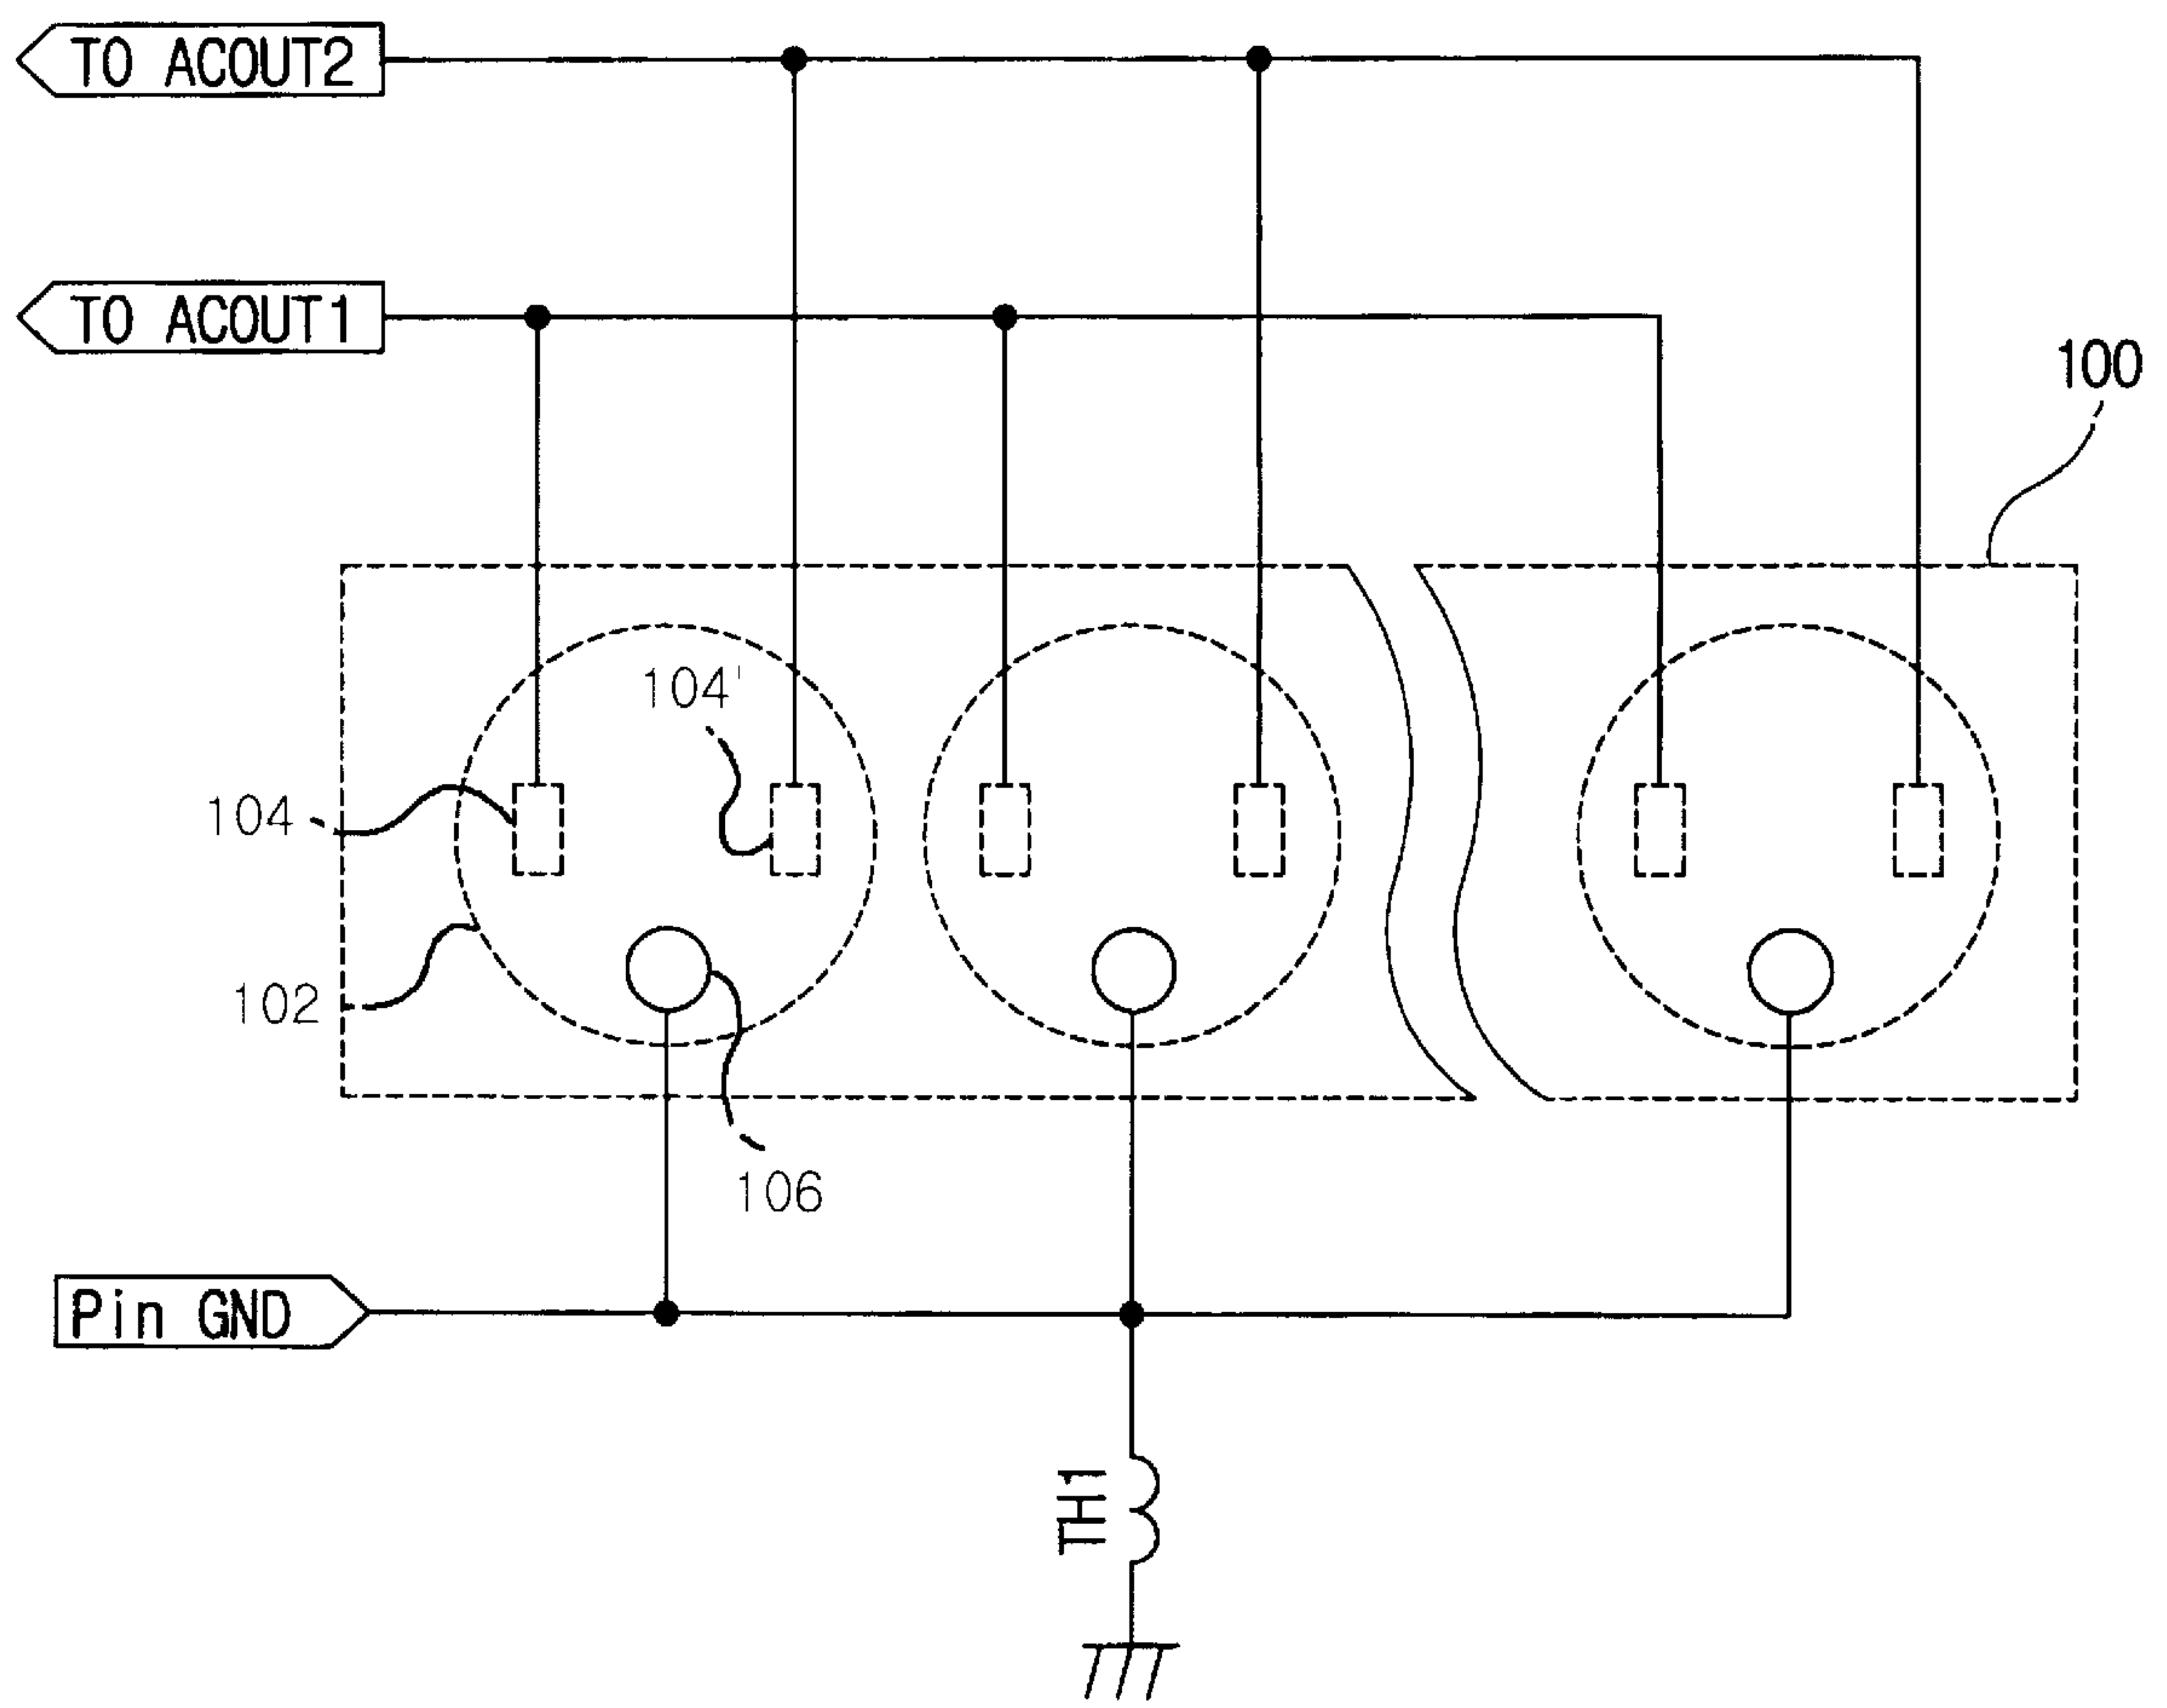 TO ACOUT2
TO ACOUT1
100
104'
104
102
106
Pin GND
TH1